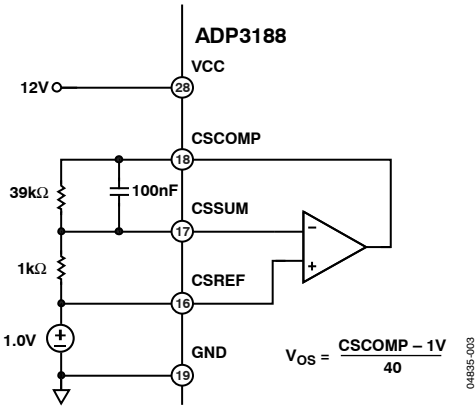 ADP3188
VCC
12V
28
CSCOMP
18
39kΩ
100nF
CSSUM
17
1kΩ
CSREF
16
1.0V
GND
19
VOS = CSCOMP – 1V
40
04835-003